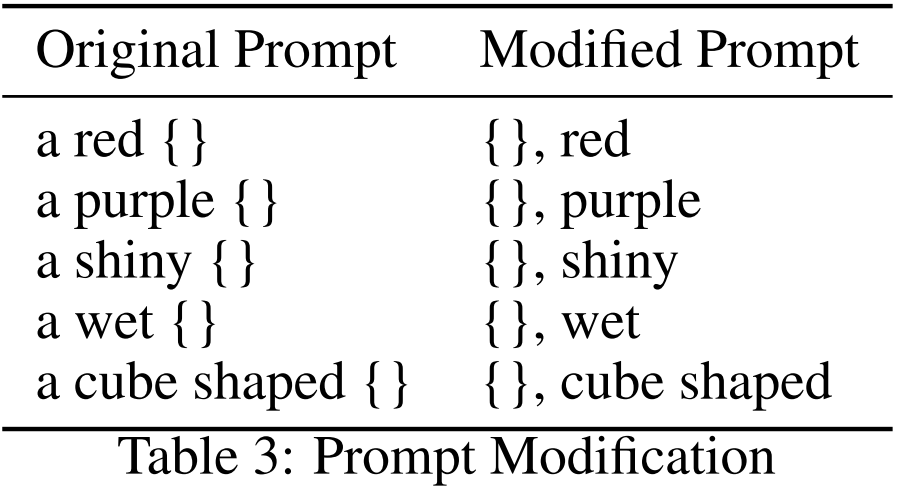 Original Prompt Modified Prompt
a red {} {}, red
a purple {} {}, purple
a shiny {} {}, shiny
a wet {} {}, wet
a cube shaped {} {}, cube shaped
Table 3: Prompt Modification